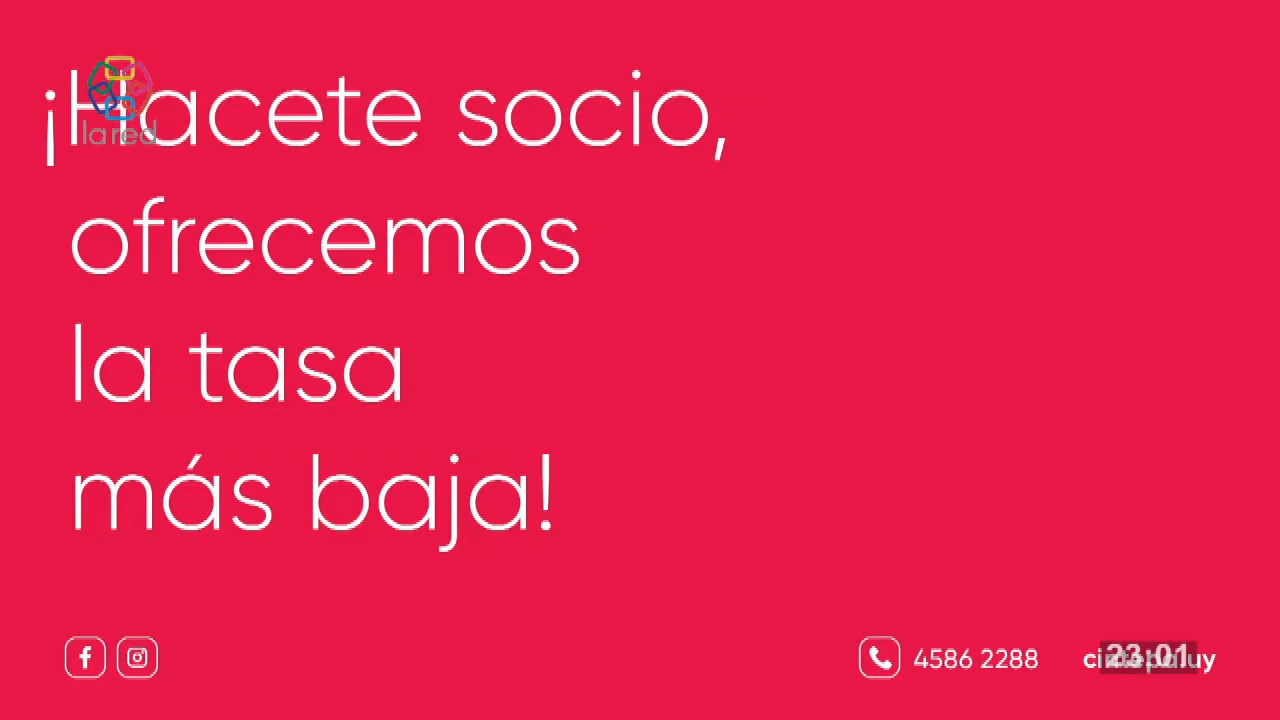 ¡Hacete socio,
ofrecemos
la tasa
más baja!
la red
4586 2288
23:01